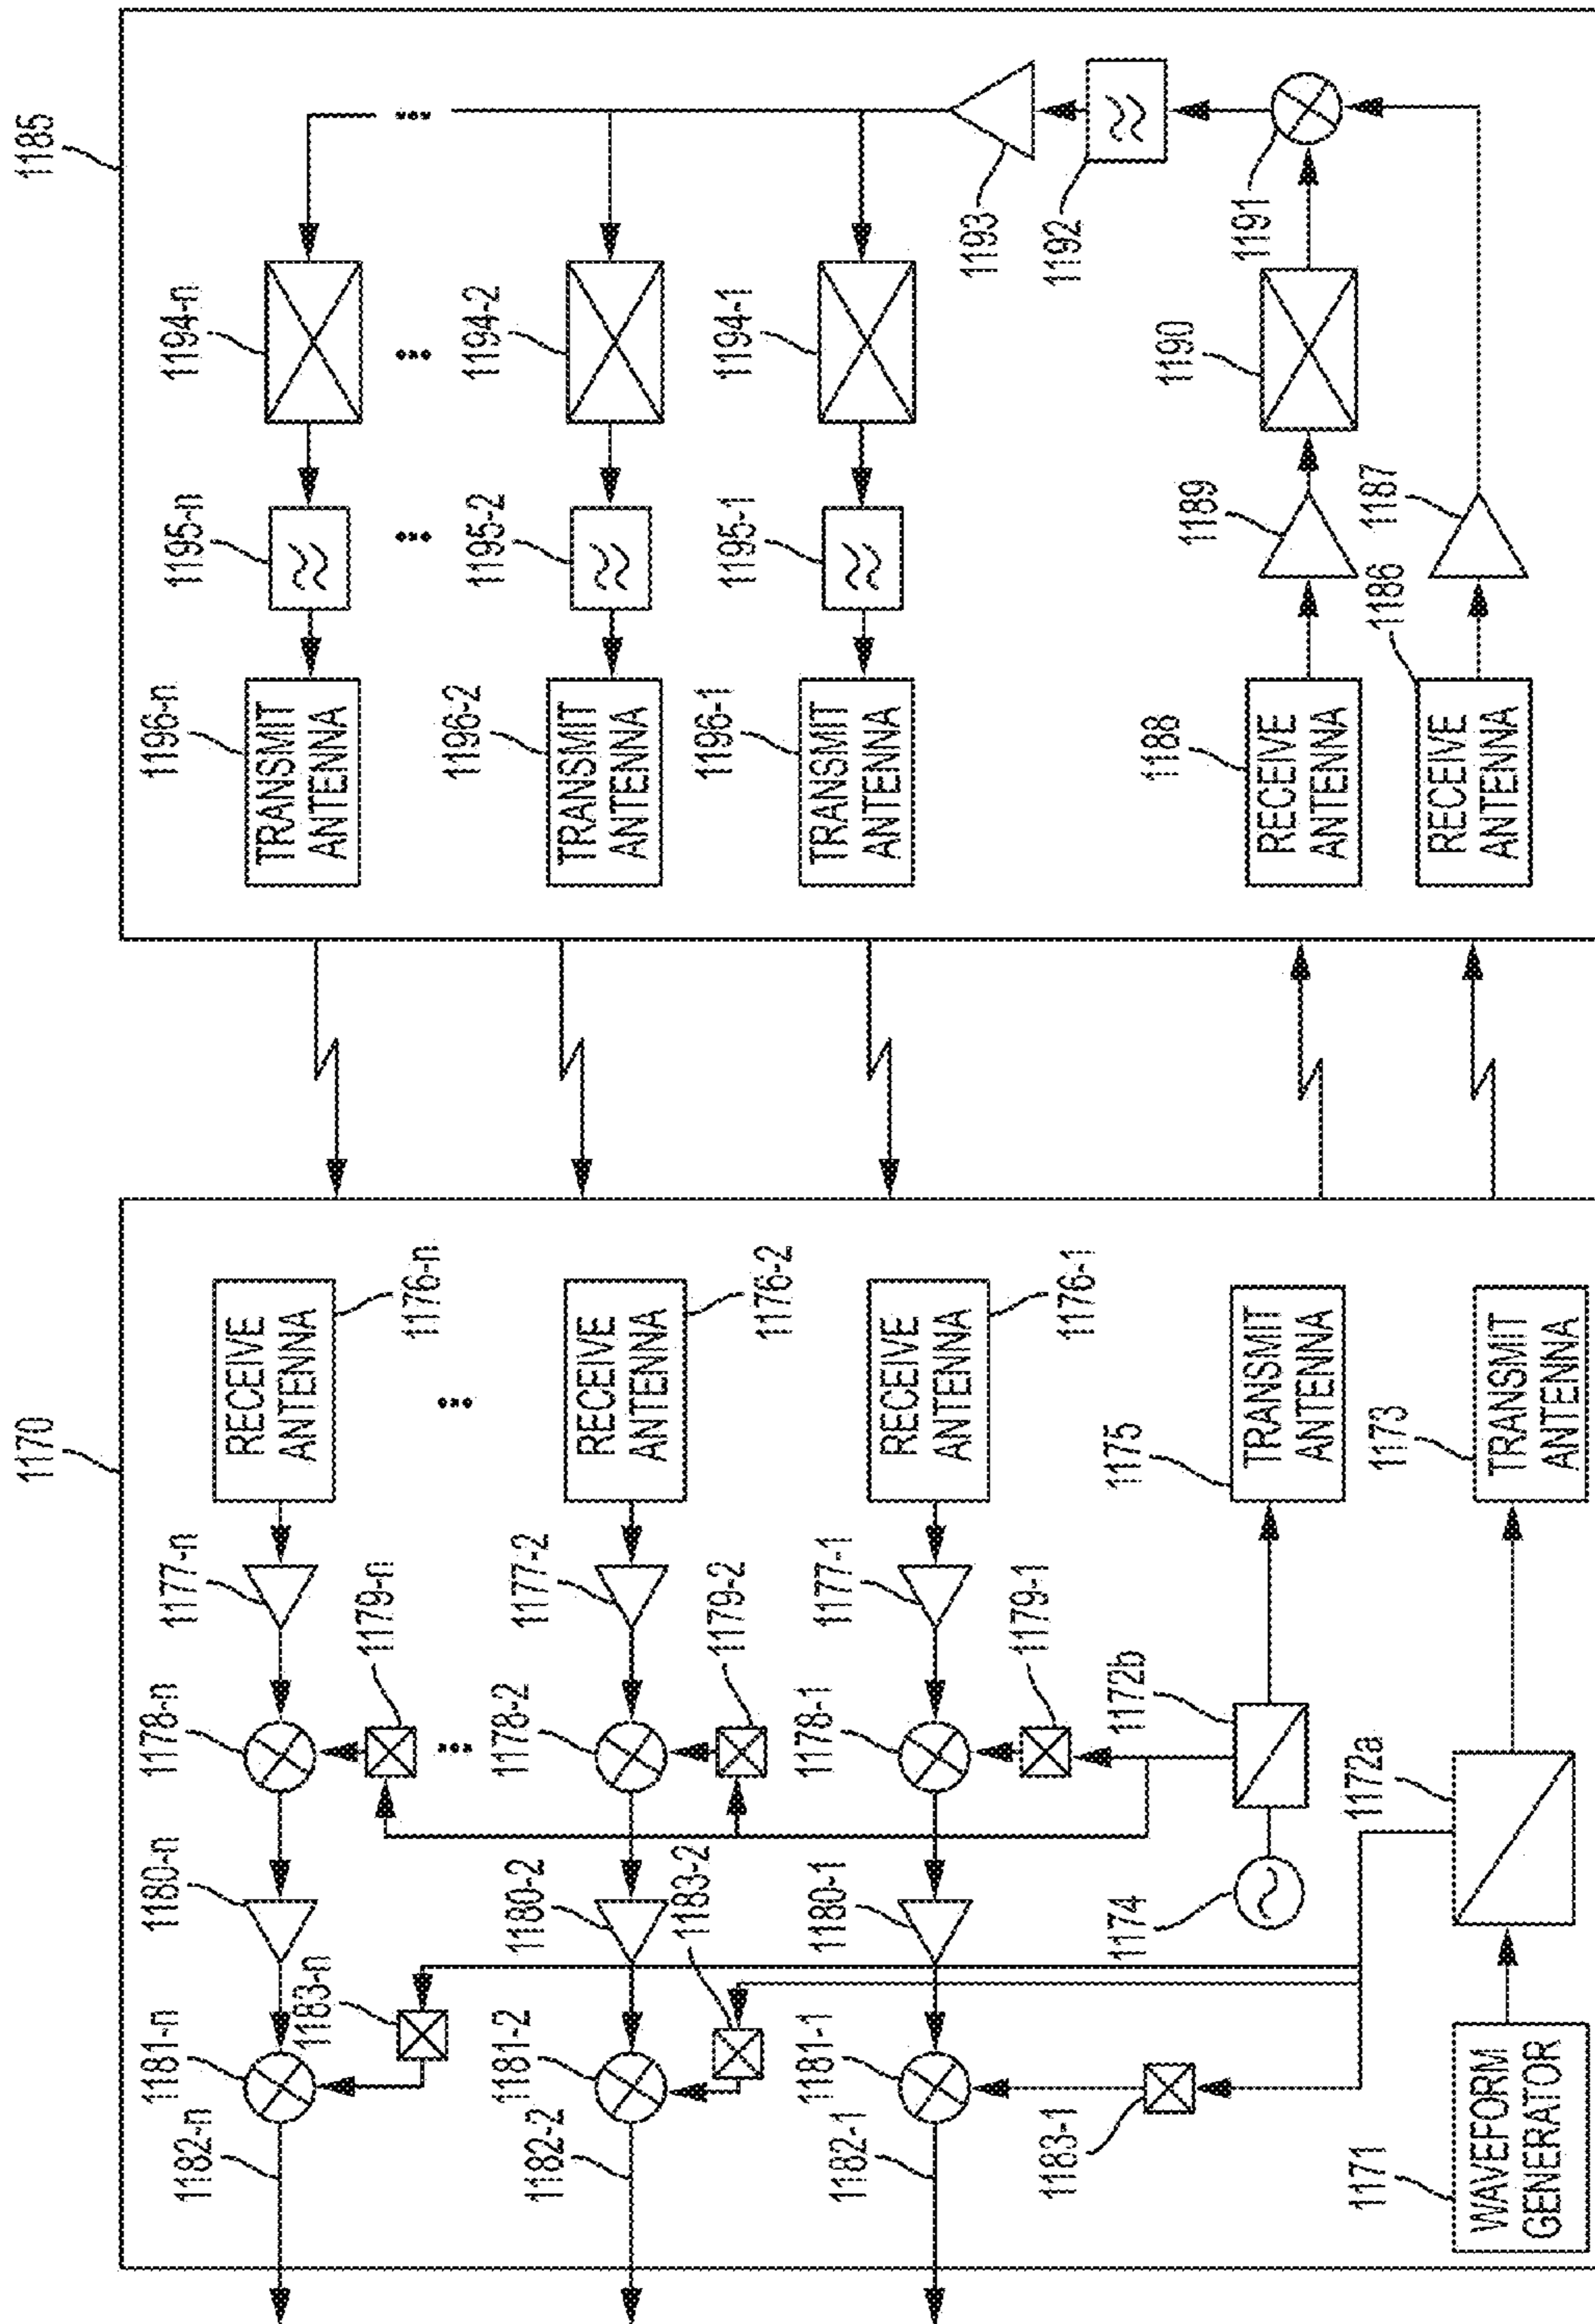 1170
1185
1182-n
1181-n
1180-n
1178-n
1177-n
RECEIVE
ANTENNA
1176-n
1183-n
1179-n
...
...
1182-2
1181-2
1180-2
1183-2
1178-2
1177-2
1179-2
RECEIVE
ANTENNA
1176-2
1182-1
1181-1
1180-1
1178-1
1177-1
1179-1
RECEIVE
ANTENNA
1176-1
1183-1
1174
1172b
1175
TRANSMIT
ANTENNA
1171
WAVEFORM
GENERATOR
1172a
1173
TRANSMIT
ANTENNA
1196-n
TRANSMIT
ANTENNA
1195-n
1194-n
...
...
...
1196-2
TRANSMIT
ANTENNA
1195-2
1194-2
1196-1
TRANSMIT
ANTENNA
1195-1
1194-1
1193
1192
1188
RECEIVE
ANTENNA
1189
1190
1191
1186
RECEIVE
ANTENNA
1187